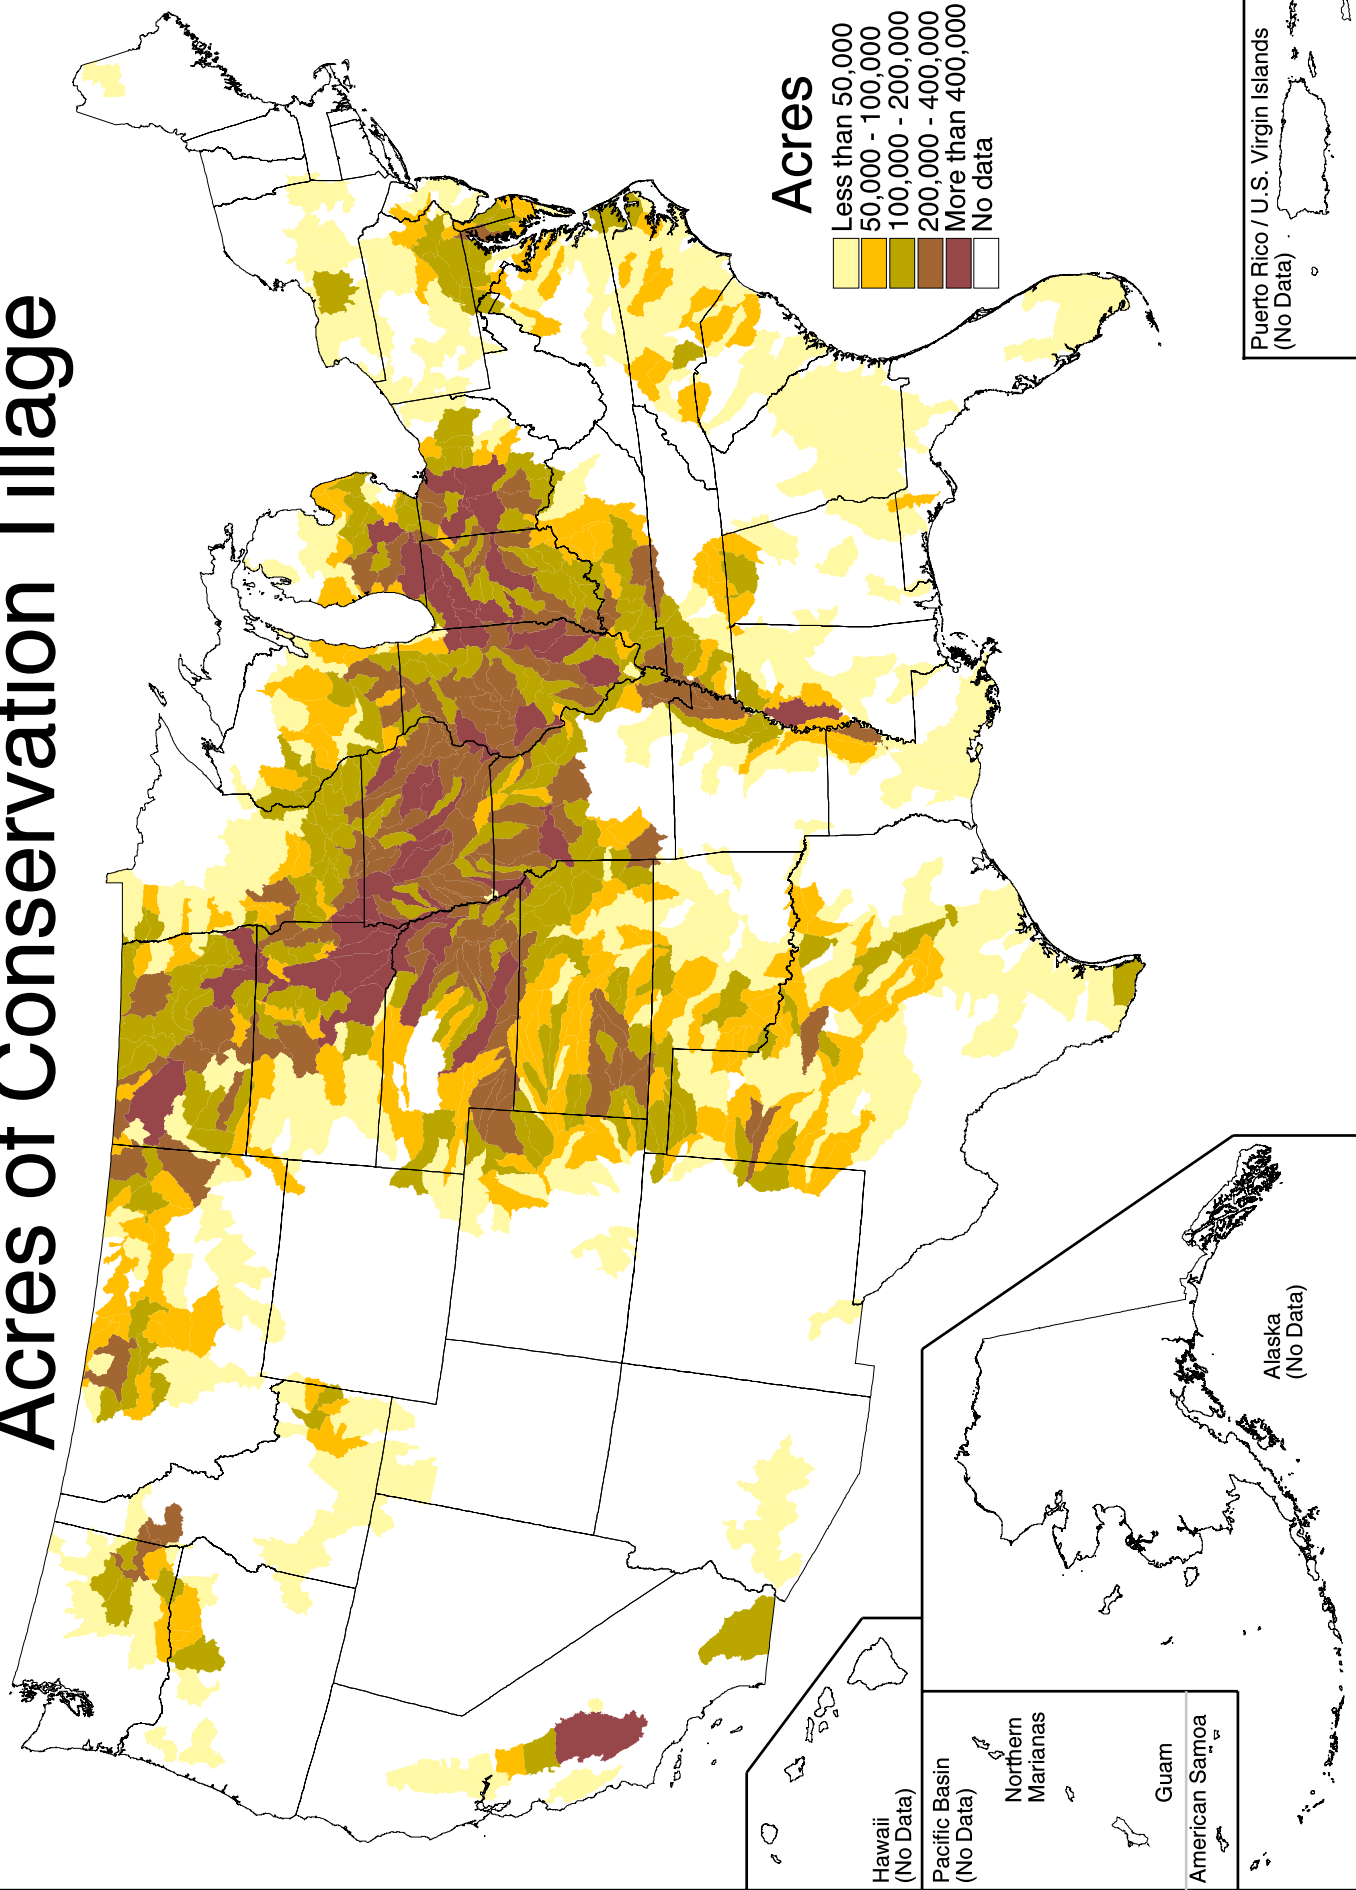 Acres of Conservation Tillage
Acres
Less than 50,000
50,000 - 100,000
100,000 - 200,000
200,000 - 400,000
More than 400,000
No data
Puerto Rico / U.S. Virgin Islands
(No Data)
Alaska
(No Data)
Hawaii
(No Data)
Pacific Basin
(No Data)
Northern
Marianas
Guam
American Samoa